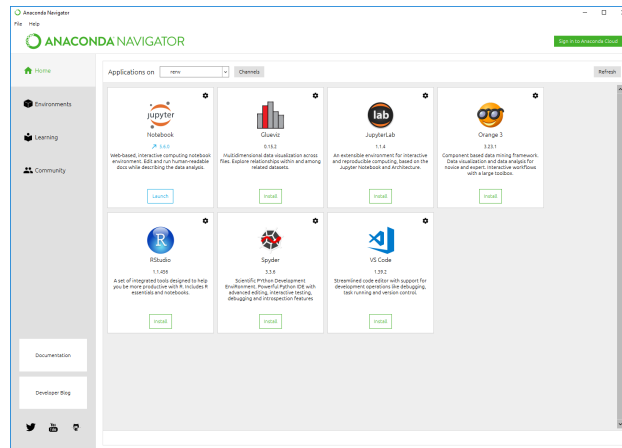 Anaconda Navigator
File Help
ANACONDA NAVIGATOR
Sign in to Anaconda Cloud
Home
Applications on
renv
Channels
Refresh
Environments
Learning
Community
jupyter
Notebook
5.6.0
Web-based, interactive computing notebook
environment. Edit and run human-readable
docs while describing the data analysis.
Launch
Glueviz
0.15.2
Multidimensional data visualization across
files. Explore relationships within and among
related datasets.
Install
lab
JupyterLab
1.1.4
An extensible environment for interactive
and reproducible computing, based on the
Jupyter Notebook and Architecture.
Install
Orange 3
3.23.1
Component based data mining framework.
Data visualization and data analysis for
novice and expert. Interactive workflows
with a large toolbox.
Install
R
RStudio
1.1.456
A set of integrated tools designed to help
you be more productive with R. Includes R
essentials and notebooks.
Install
Spyder
3.3.6
Scientific PYthon Development
EnviRonment. Powerful Python IDE with
advanced editing, interactive testing,
debugging and introspection features
Install
VS Code
1.39.2
Streamlined code editor with support for
development operations like debugging,
task running and version control.
Install
Documentation
Developer Blog
You
Tube